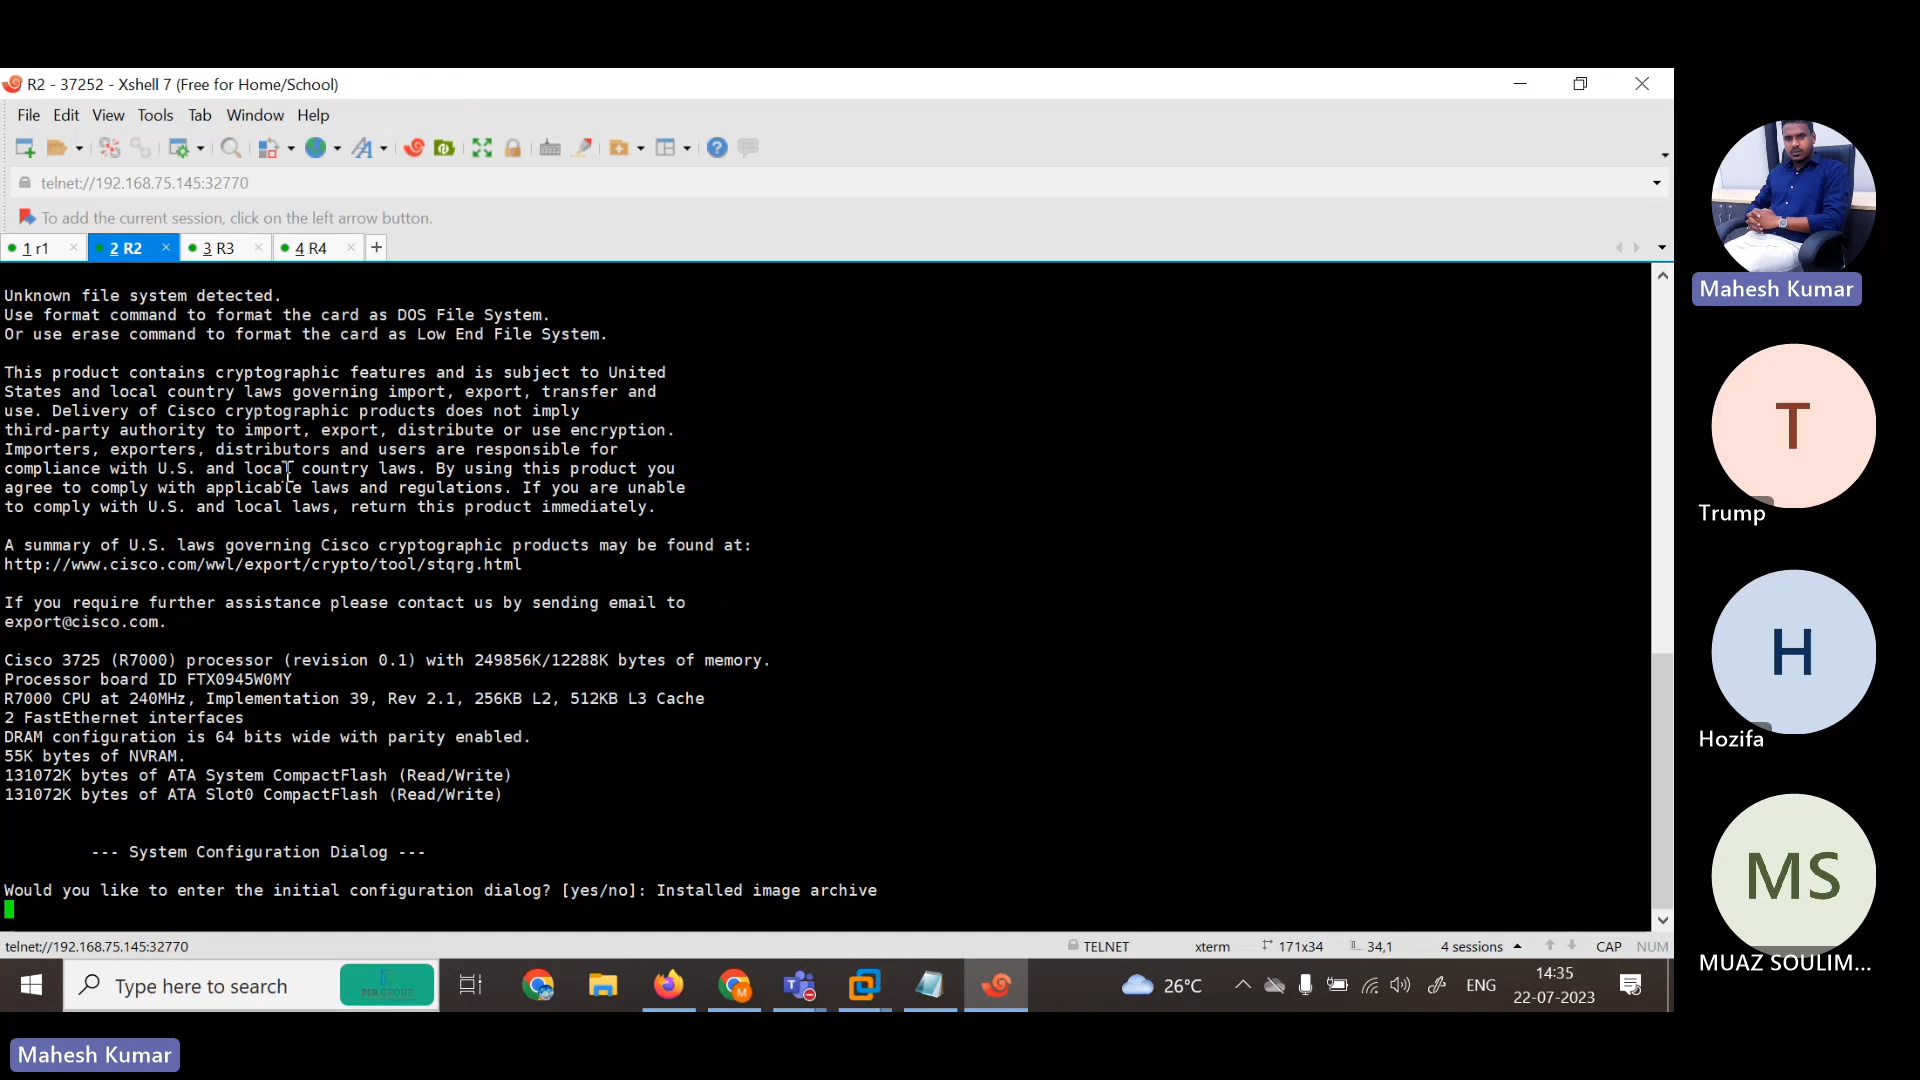 R2 - 37252 - Xshell 7 (Free for Home/School)
File Edit View Tools Tab Window Help
telnet://192.168.75.145:32770
To add the current session, click on the left arrow button.
1 r1 2 R2 3 R3 4 R4 +
Unknown file system detected.
Use format command to format the card as DOS File System.
Or use erase command to format the card as Low End File System.
This product contains cryptographic features and is subject to United
States and local country laws governing import, export, transfer and
use. Delivery of Cisco cryptographic products does not imply
third-party authority to import, export, distribute or use encryption.
Importers, exporters, distributors and users are responsible for
compliance with U.S. and local country laws. By using this product you
agree to comply with applicable laws and regulations. If you are unable
to comply with U.S. and local laws, return this product immediately.
A summary of U.S. laws governing Cisco cryptographic products may be found at:
http://www.cisco.com/wwl/export/crypto/tool/stqrg.html
If you require further assistance please contact us by sending email to
export@cisco.com.
Cisco 3725 (R7000) processor (revision 0.1) with 249856K/12288K bytes of memory.
Processor board ID FTX0945W0MY
R7000 CPU at 240MHz, Implementation 39, Rev 2.1, 256KB L2, 512KB L3 Cache
2 FastEthernet interfaces
DRAM configuration is 64 bits wide with parity enabled.
55K bytes of NVRAM.
131072K bytes of ATA System CompactFlash (Read/Write)
131072K bytes of ATA Slot0 CompactFlash (Read/Write)
--- System Configuration Dialog ---
Would you like to enter the initial configuration dialog? [yes/no]: Installed image archive
telnet://192.168.75.145:32770 TELNET xterm 171x34 34,1 4 sessions CAP NUM
Type here to search
PSR GROUP
26°C ENG
14:35
22-07-2023
Mahesh Kumar
T
Trump
H
Hozifa
MS
MUAZ SOULIM...
Mahesh Kumar